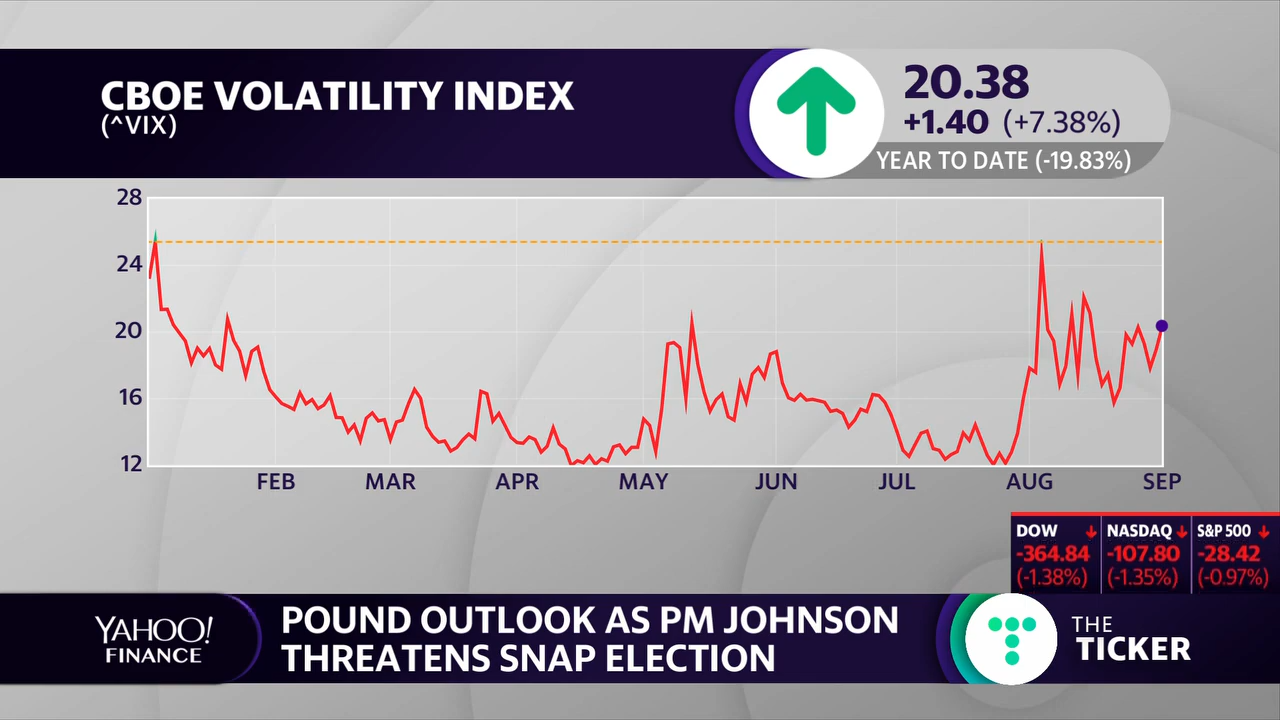 CBOE VOLATILITY INDEX
(^VIX)
20.38
+1.40 (+7.38%)
YEAR TO DATE (-19.83%)
28
24
20
16
12
FEB MAR APR MAY JUN JUL AUG SEP
DOW NASDAQ S&P 500
-364.84 -107.80 -28.42
(-1.38%) (-1.35%) (-0.97%)
YAHOO!
FINANCE
POUND OUTLOOK AS PM JOHNSON
THREATENS SNAP ELECTION
THE
TICKER